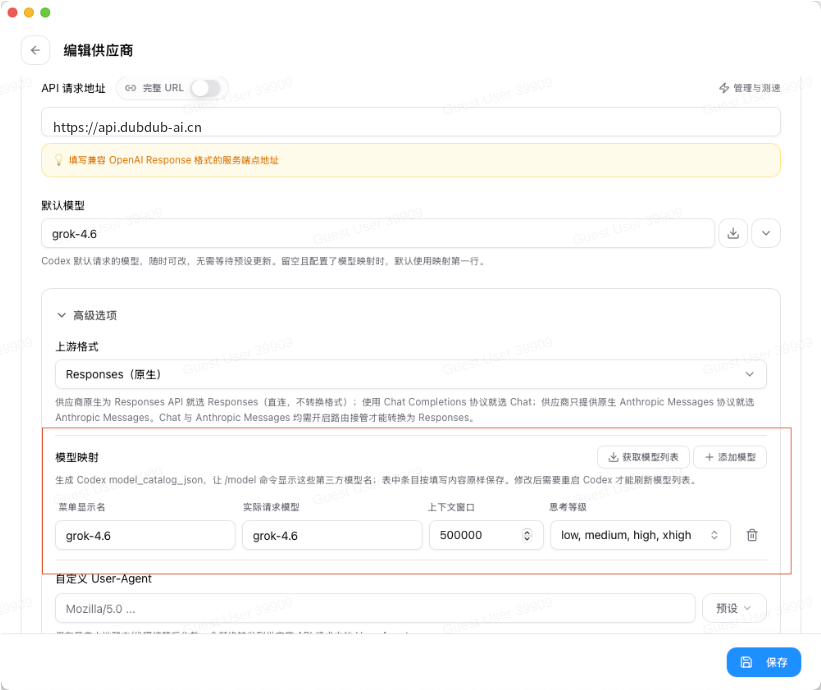 编辑供应商
API 请求地址
完整 URL
管理与测速
https://api.dubdub-ai.cn
填写兼容 OpenAI Response 格式的服务端点地址
默认模型
grok-4.6
Codex 默认请求的模型，随时可改，无需等待预设更新。留空且配置了模型映射时，默认使用映射第一行。
高级选项
上游格式
Responses（原生）
供应商原生为 Responses API 就选 Responses（直连，不转换格式）；使用 Chat Completions 协议就选 Chat；供应商只提供原生 Anthropic Messages 协议就选
Anthropic Messages。Chat 与 Anthropic Messages 均需开启路由接管才能转换为 Responses。
模型映射
获取模型列表
添加模型
生成 Codex model_catalog_json，让 /model 命令显示这些第三方模型名；表中条目按填写内容原样保存。修改后需要重启 Codex 才能刷新模型列表。
菜单显示名
实际请求模型
上下文窗口
思考等级
grok-4.6
grok-4.6
500000
low, medium, high, xhigh
自定义 User-Agent
Mozilla/5.0 ...
预设
保存
Guest User 39909